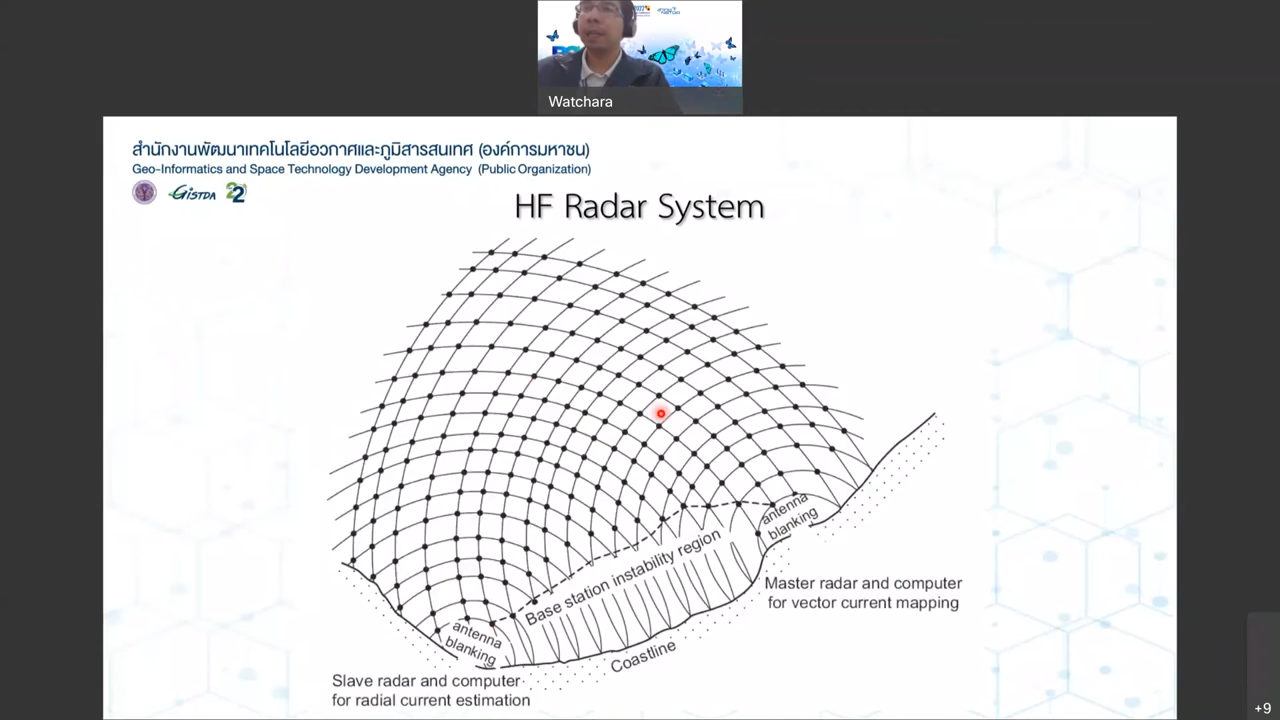 Watchara
สำนักงานพัฒนาเทคโนโลยีอวกาศและภูมิสารสนเทศ (องค์การมหาชน)
Geo-Informatics and Space Technology Development Agency (Public Organization)
GISTDA 22
HF Radar System
antenna
blanking
Base station instability region
Master radar and computer
for vector current mapping
antenna
blanking
Coastline
Slave radar and computer
for radial current estimation
+9